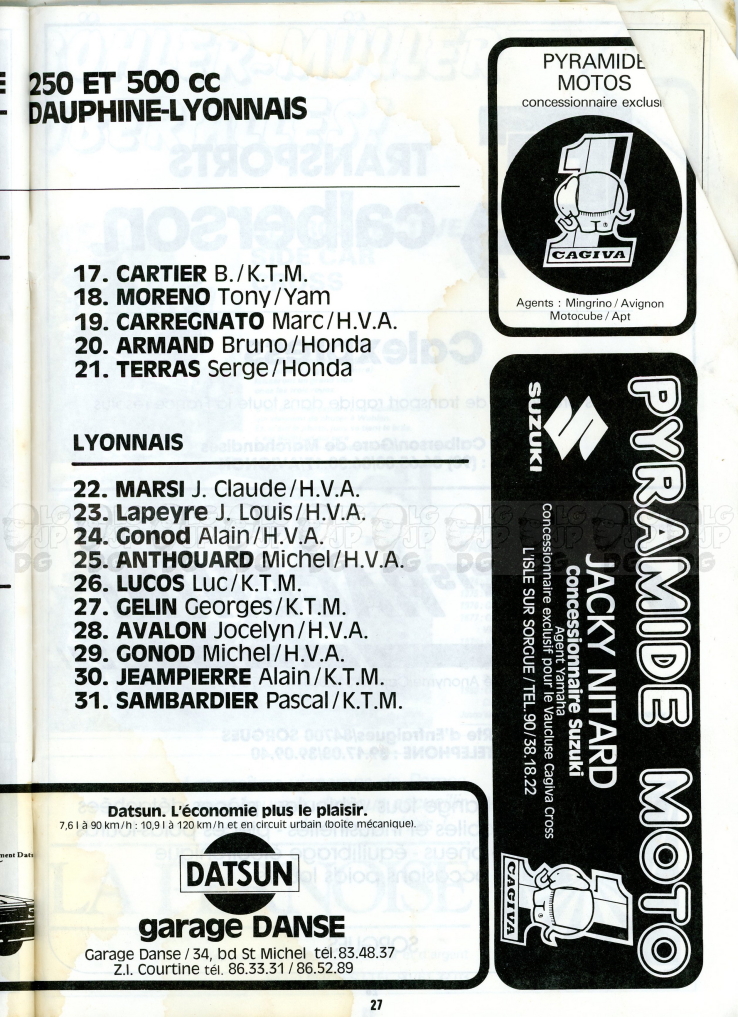 250 ET 500 cc
DAUPHINE-LYONNAIS
17. CARTIER B./K.T.M.
18. MORENO Tony/Yam
19. CARREGNATO Marc/H.V.A.
20. ARMAND Bruno/Honda
21. TERRAS Serge/Honda
LYONNAIS
22. MARSI J. Claude/H.V.A.
23. Lapeyre J. Louis/H.V.A.
24. Gonod Alain/H.V.A.
25. ANTHOUARD Michel/H.V.A.
26. LUCOS Luc/K.T.M.
27. GELIN Georges/K.T.M.
28. AVALON Jocelyn/H.V.A.
29. GONOD Michel/H.V.A.
30. JEAMPIERRE Alain/K.T.M.
31. SAMBARDIER Pascal/K.T.M.
PYRAMIDE
MOTOS
concessionnaire exclusi
1
CAGIVA
Agents : Mingrino/Avignon
Motocube/Apt
PYRAMIDE MOTO
SUZUKI
JACKY NITARD
Concessionnaire Suzuki
Agent Yamaha
Concessionnaire exclusif pour le Vaucluse Cagiva Cross
L'ISLE SUR SORGUE/TEL. 90/38.18.22
1
CAGIVA
Datsun. L'économie plus le plaisir.
7,6 l à 90 km/h : 10,9 l à 120 km/h et en circuit urbain (boîte mécanique).
DATSUN
garage DANSE
Garage Danse/34, bd St Michel tél. 83.48.37
Z.I. Courtine tél. 86.33.31/86.52.89
27